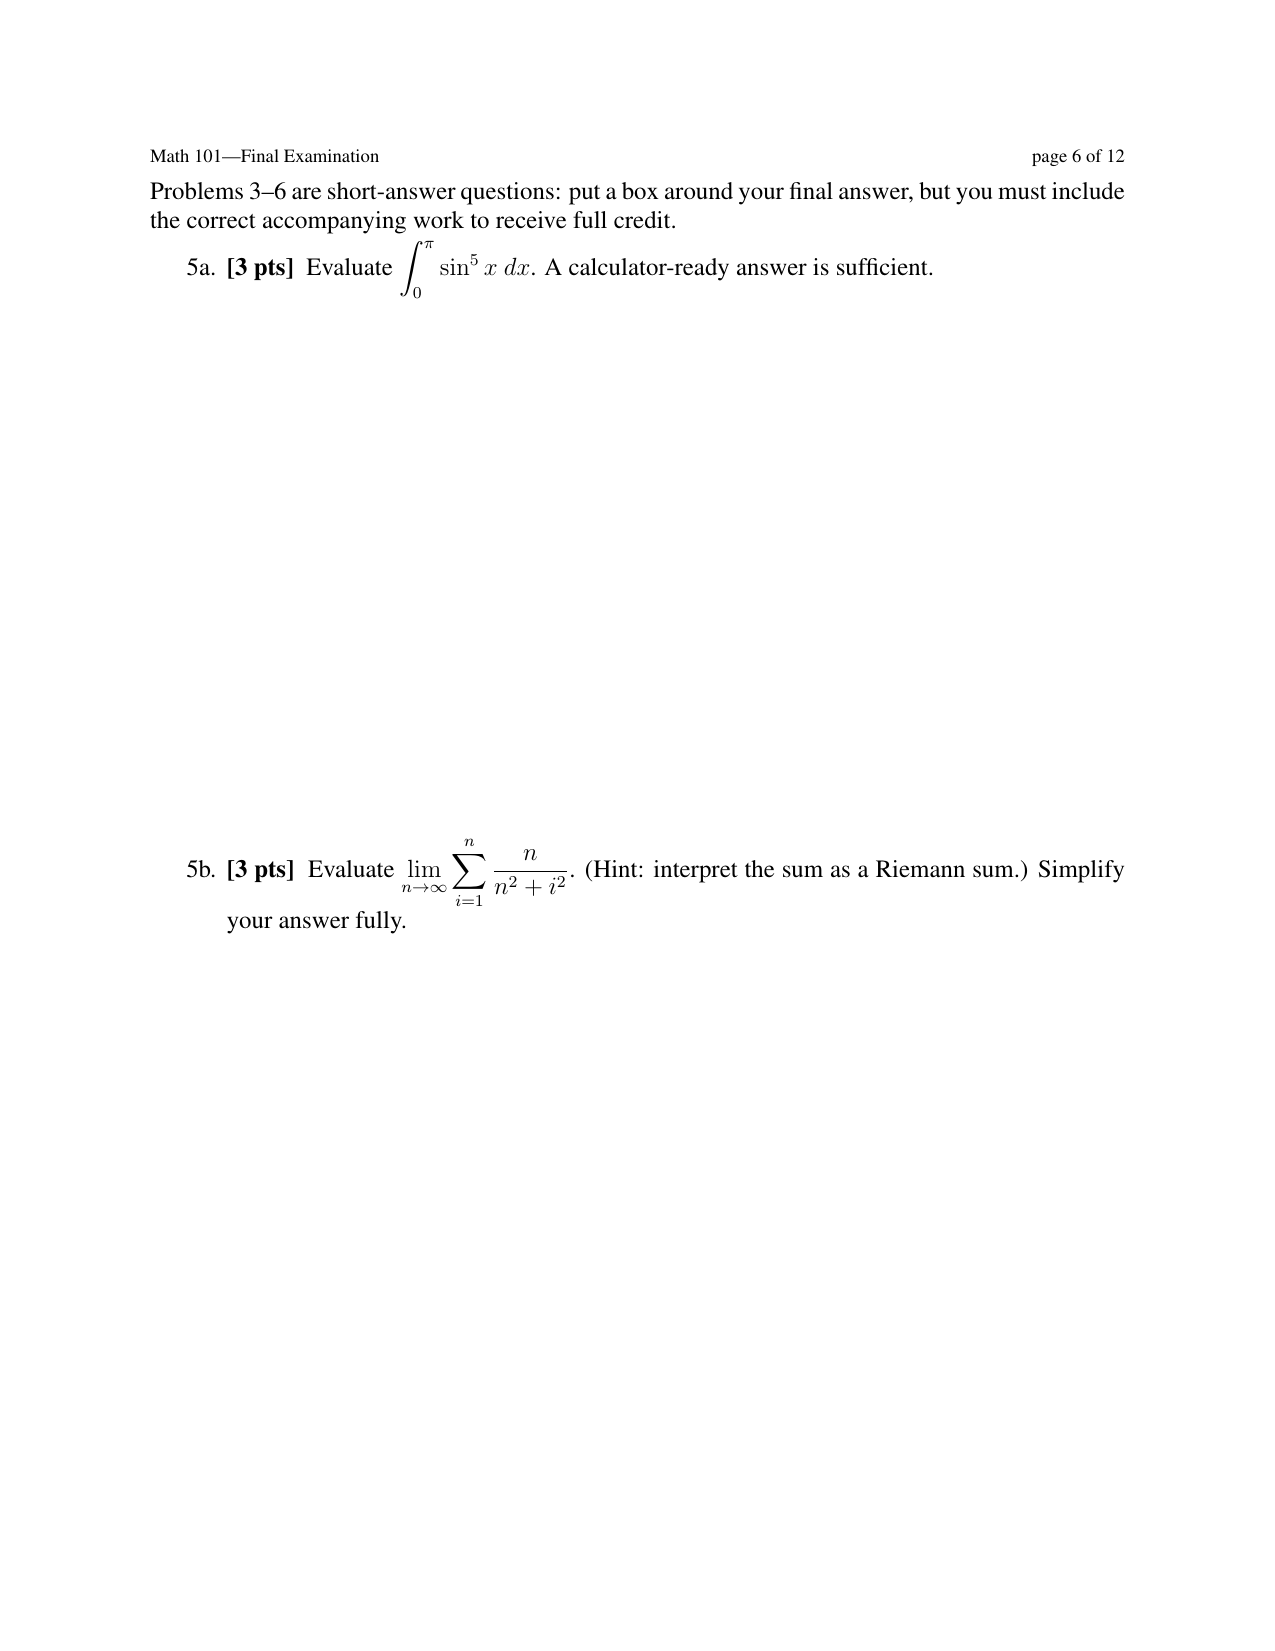 Math 101—Final Examination page 6 of 12
Problems 3–6 are short-answer questions: put a box around your final answer, but you must include
the correct accompanying work to receive full credit.
5a. [3 pts] Evaluate $\int_0^{\pi} \sin^5 x \, dx$. A calculator-ready answer is sufficient.
5b. [3 pts] Evaluate $\lim_{n\to\infty} \sum_{i=1}^{n} \frac{n}{n^2 + i^2}$. (Hint: interpret the sum as a Riemann sum.) Simplify
your answer fully.